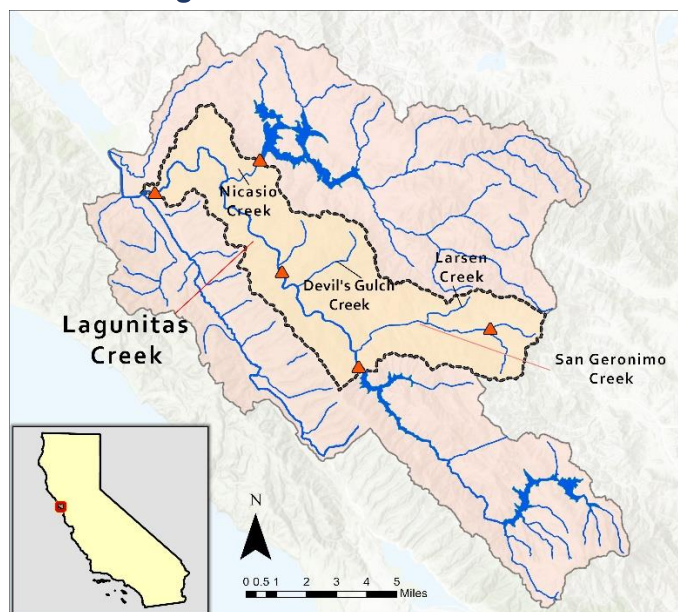 Nicasio
Creek
Larsen
Creek
Devil's Gulch
Creek
Lagunitas
Creek
San Geronimo
Creek
N
0 0.5 1 2 3 4 5
Miles